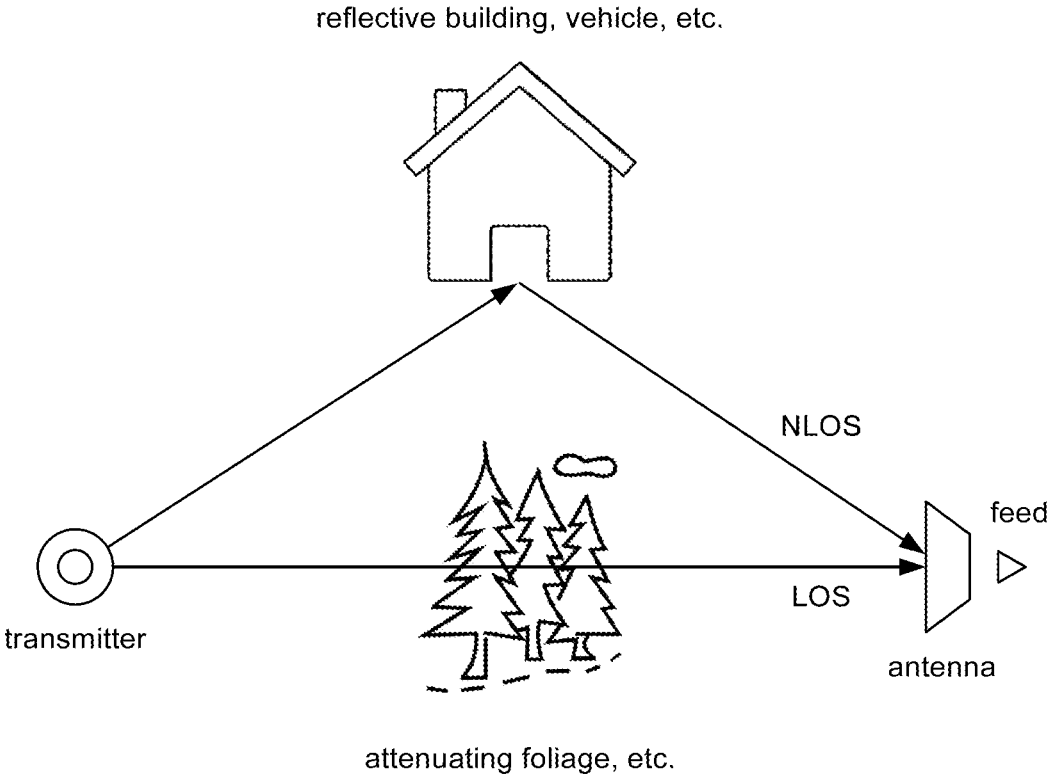 reflective building, vehicle, etc.
NLOS
feed
LOS
transmitter
antenna
attenuating foliage, etc.